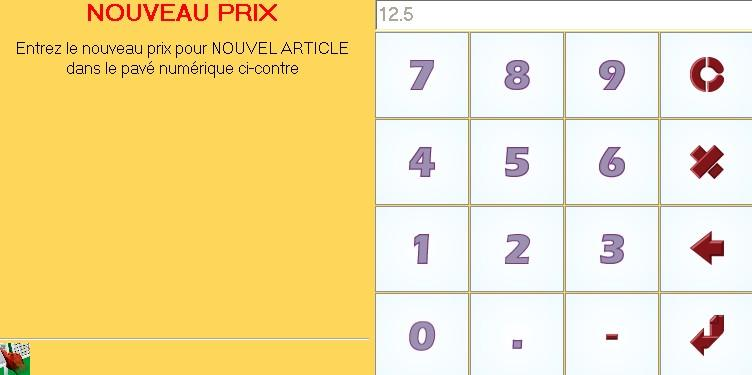 NOUVEAU PRIX
Entrez le nouveau prix pour NOUVEL ARTICLE
dans le pavé numérique ci-contre
12.5
7 8 9 C
4 5 6 X
1 2 3
0 . -